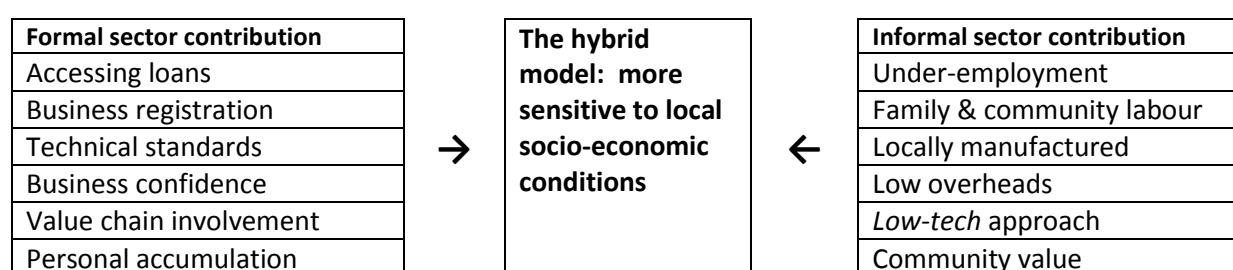 Formal sector contribution
Accessing loans
Business registration
Technical standards
Business confidence
Value chain involvement
Personal accumulation
→
The hybrid
model: more
sensitive to local
socio-economic
conditions
←
Informal sector contribution
Under-employment
Family & community labour
Locally manufactured
Low overheads
Low-tech approach
Community value